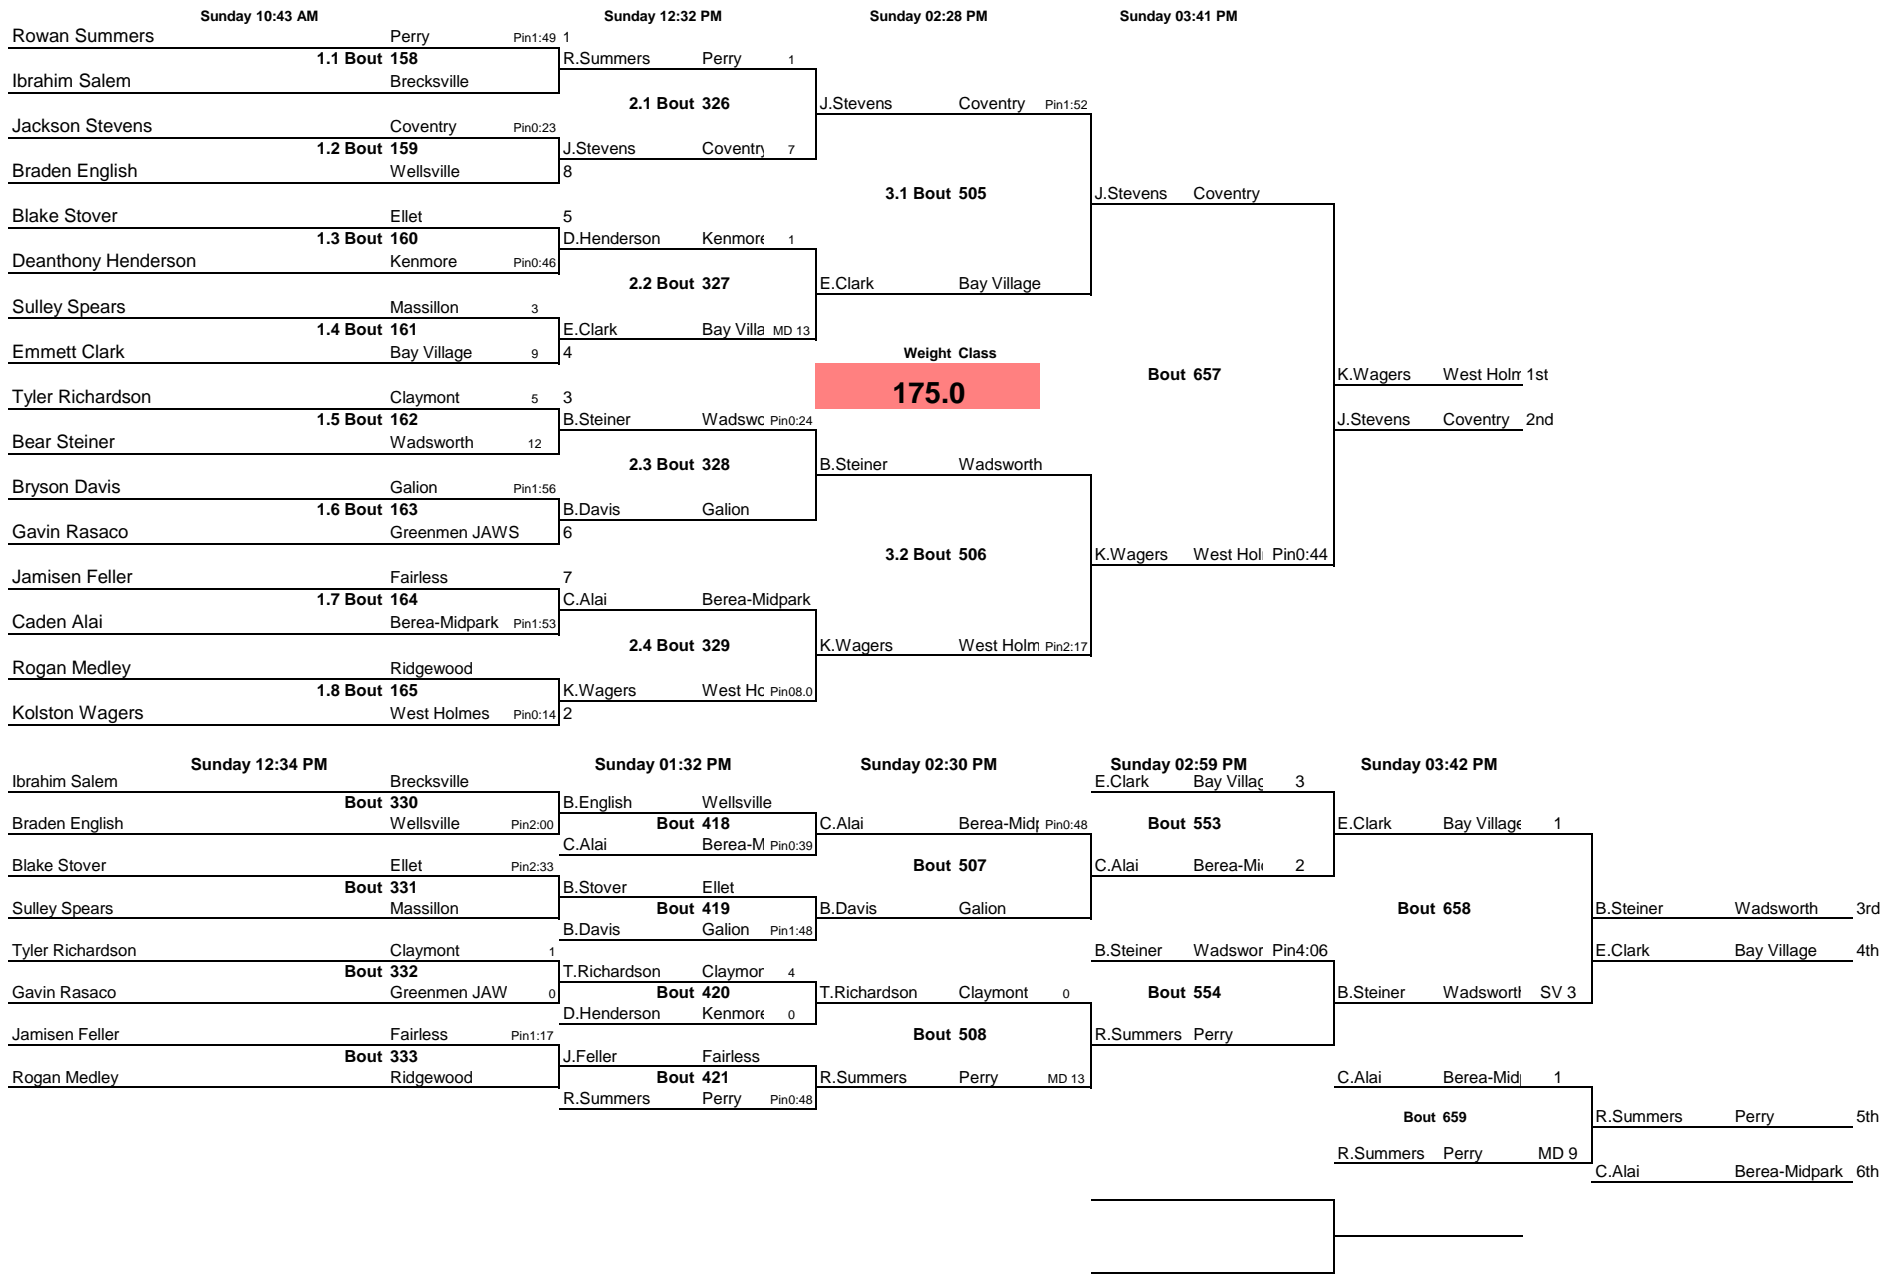 Sunday 10:43 AM Sunday 12:32 PM Sunday 02:28 PM Sunday 03:41 PM
Rowan Summers Perry Pin1:49 1
1.1 Bout 158 R.Summers Perry 1
Ibrahim Salem Brecksville
2.1 Bout 326 J.Stevens Coventry Pin1:52
Jackson Stevens Coventry Pin0:23
1.2 Bout 159 J.Stevens Coventry 7
Braden English Wellsville 8
3.1 Bout 505 J.Stevens Coventry
Blake Stover Ellet 5
1.3 Bout 160 D.Henderson Kenmore 1
Deanthony Henderson Kenmore Pin0:46
2.2 Bout 327 E.Clark Bay Village
Sulley Spears Massillon 3
1.4 Bout 161 E.Clark Bay Villa MD 13
Emmett Clark Bay Village 9 4 Weight Class
Bout 657 K.Wagers West Holm 1st
Tyler Richardson Claymont 5 3 175.0
1.5 Bout 162 B.Steiner Wadswo Pin0:24 J.Stevens Coventry 2nd
Bear Steiner Wadsworth 12
2.3 Bout 328 B.Steiner Wadsworth
Bryson Davis Galion Pin1:56
1.6 Bout 163 B.Davis Galion
Gavin Rasaco Greenmen JAWS 6
3.2 Bout 506 K.Wagers West Hol Pin0:44
Jamisen Feller Fairless 7
1.7 Bout 164 C.Alai Berea-Midpark
Caden Alai Berea-Midpark Pin1:53
2.4 Bout 329 K.Wagers West Holm Pin2:17
Rogan Medley Ridgewood
1.8 Bout 165 K.Wagers West Ho Pin08.0
Kolston Wagers West Holmes Pin0:14 2
Sunday 12:34 PM Sunday 01:32 PM Sunday 02:30 PM Sunday 02:59 PM Sunday 03:42 PM
Ibrahim Salem Brecksville E.Clark Bay Villag 3
Bout 330 B.English Wellsville
Braden English Wellsville Pin2:00 Bout 418 C.Alai Berea-Midp Pin0:48 Bout 553 E.Clark Bay Village 1
C.Alai Berea-M Pin0:39
Blake Stover Ellet Pin2:33 Bout 507 C.Alai Berea-Mi 2
Bout 331 B.Stover Ellet
Sulley Spears Massillon Bout 419 B.Davis Galion Bout 658 B.Steiner Wadsworth 3rd
B.Davis Galion Pin1:48
Tyler Richardson Claymont 1 B.Steiner Wadswor Pin4:06 E.Clark Bay Village 4th
Bout 332 T.Richardson Claymor 4
Gavin Rasaco Greenmen JAW 0 Bout 420 T.Richardson Claymont 0 Bout 554 B.Steiner Wadsworth SV 3
D.Henderson Kenmore 0
Jamisen Feller Fairless Pin1:17 Bout 508 R.Summers Perry
Bout 333 J.Feller Fairless
Rogan Medley Ridgewood Bout 421 R.Summers Perry MD 13 C.Alai Berea-Midp 1
R.Summers Perry Pin0:48
Bout 659 R.Summers Perry 5th
R.Summers Perry MD 9
C.Alai Berea-Midpark 6th